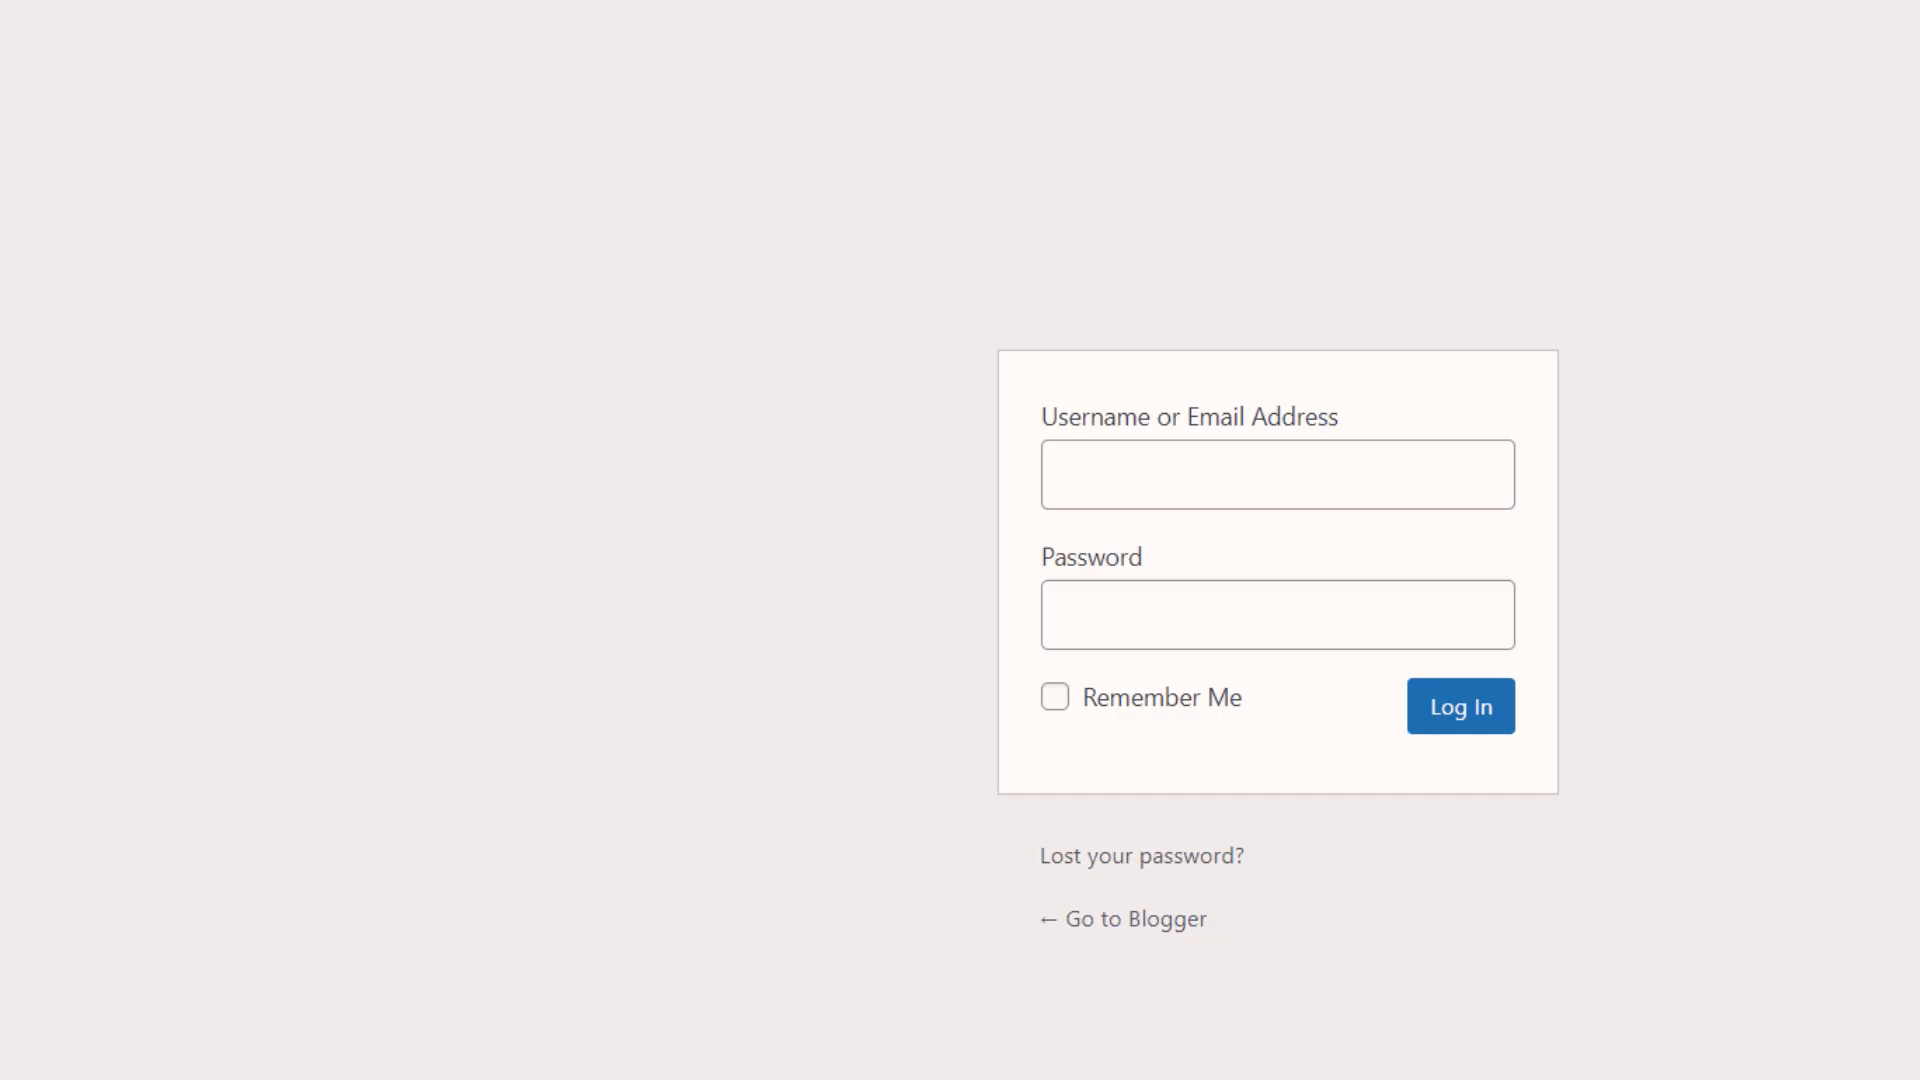 Username or Email Address
Password
Remember Me
Log In
Lost your password?
← Go to Blogger